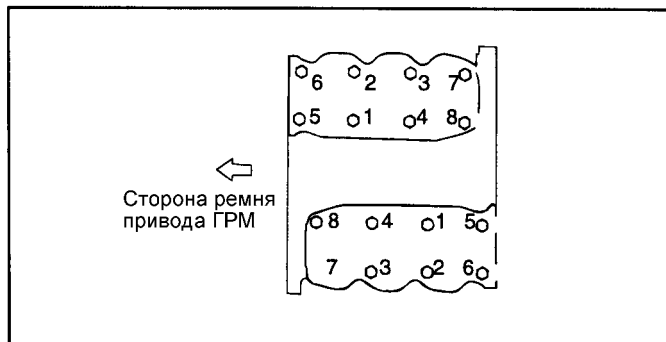 6 2 3 7
5 1 4 8
Сторона ремня
привода ГРМ
8 4 1 5
7 3 2 6